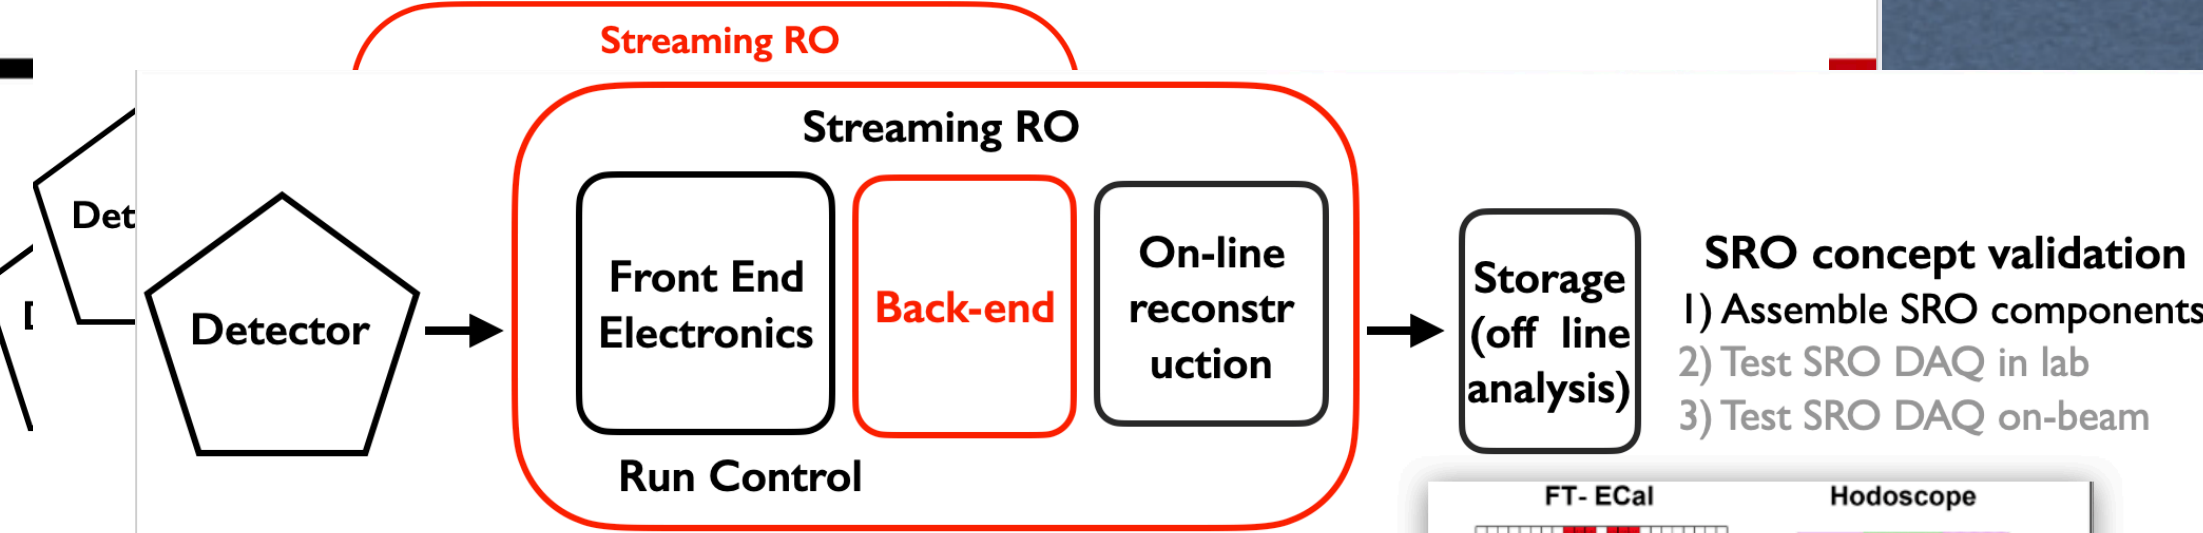 Streaming RO
Streaming RO
Det
Detector
Front End
Electronics
Back-end
On-line
reconstr
uction
Run Control
Storage
(off line
analysis)
SRO concept validation
1) Assemble SRO components
2) Test SRO DAQ in lab
3) Test SRO DAQ on-beam
FT- ECal
Hodoscope